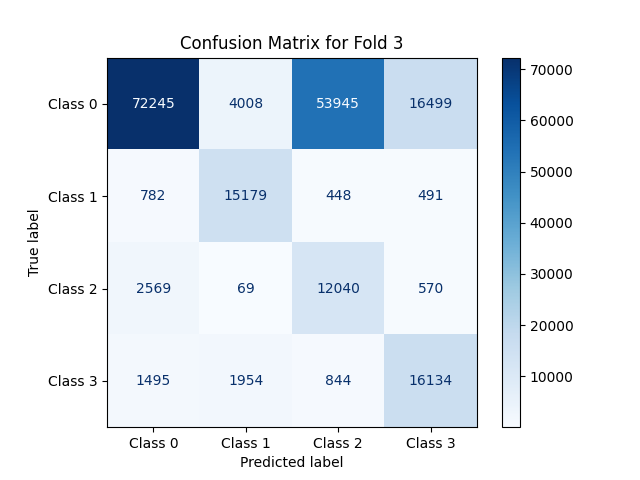 Confusion Matrix for Fold 3
True label
Class 0 72245 4008 53945 16499
Class 1 782 15179 448 491
Class 2 2569 69 12040 570
Class 3 1495 1954 844 16134
Class 0 Class 1 Class 2 Class 3
Predicted label
70000
60000
50000
40000
30000
20000
10000